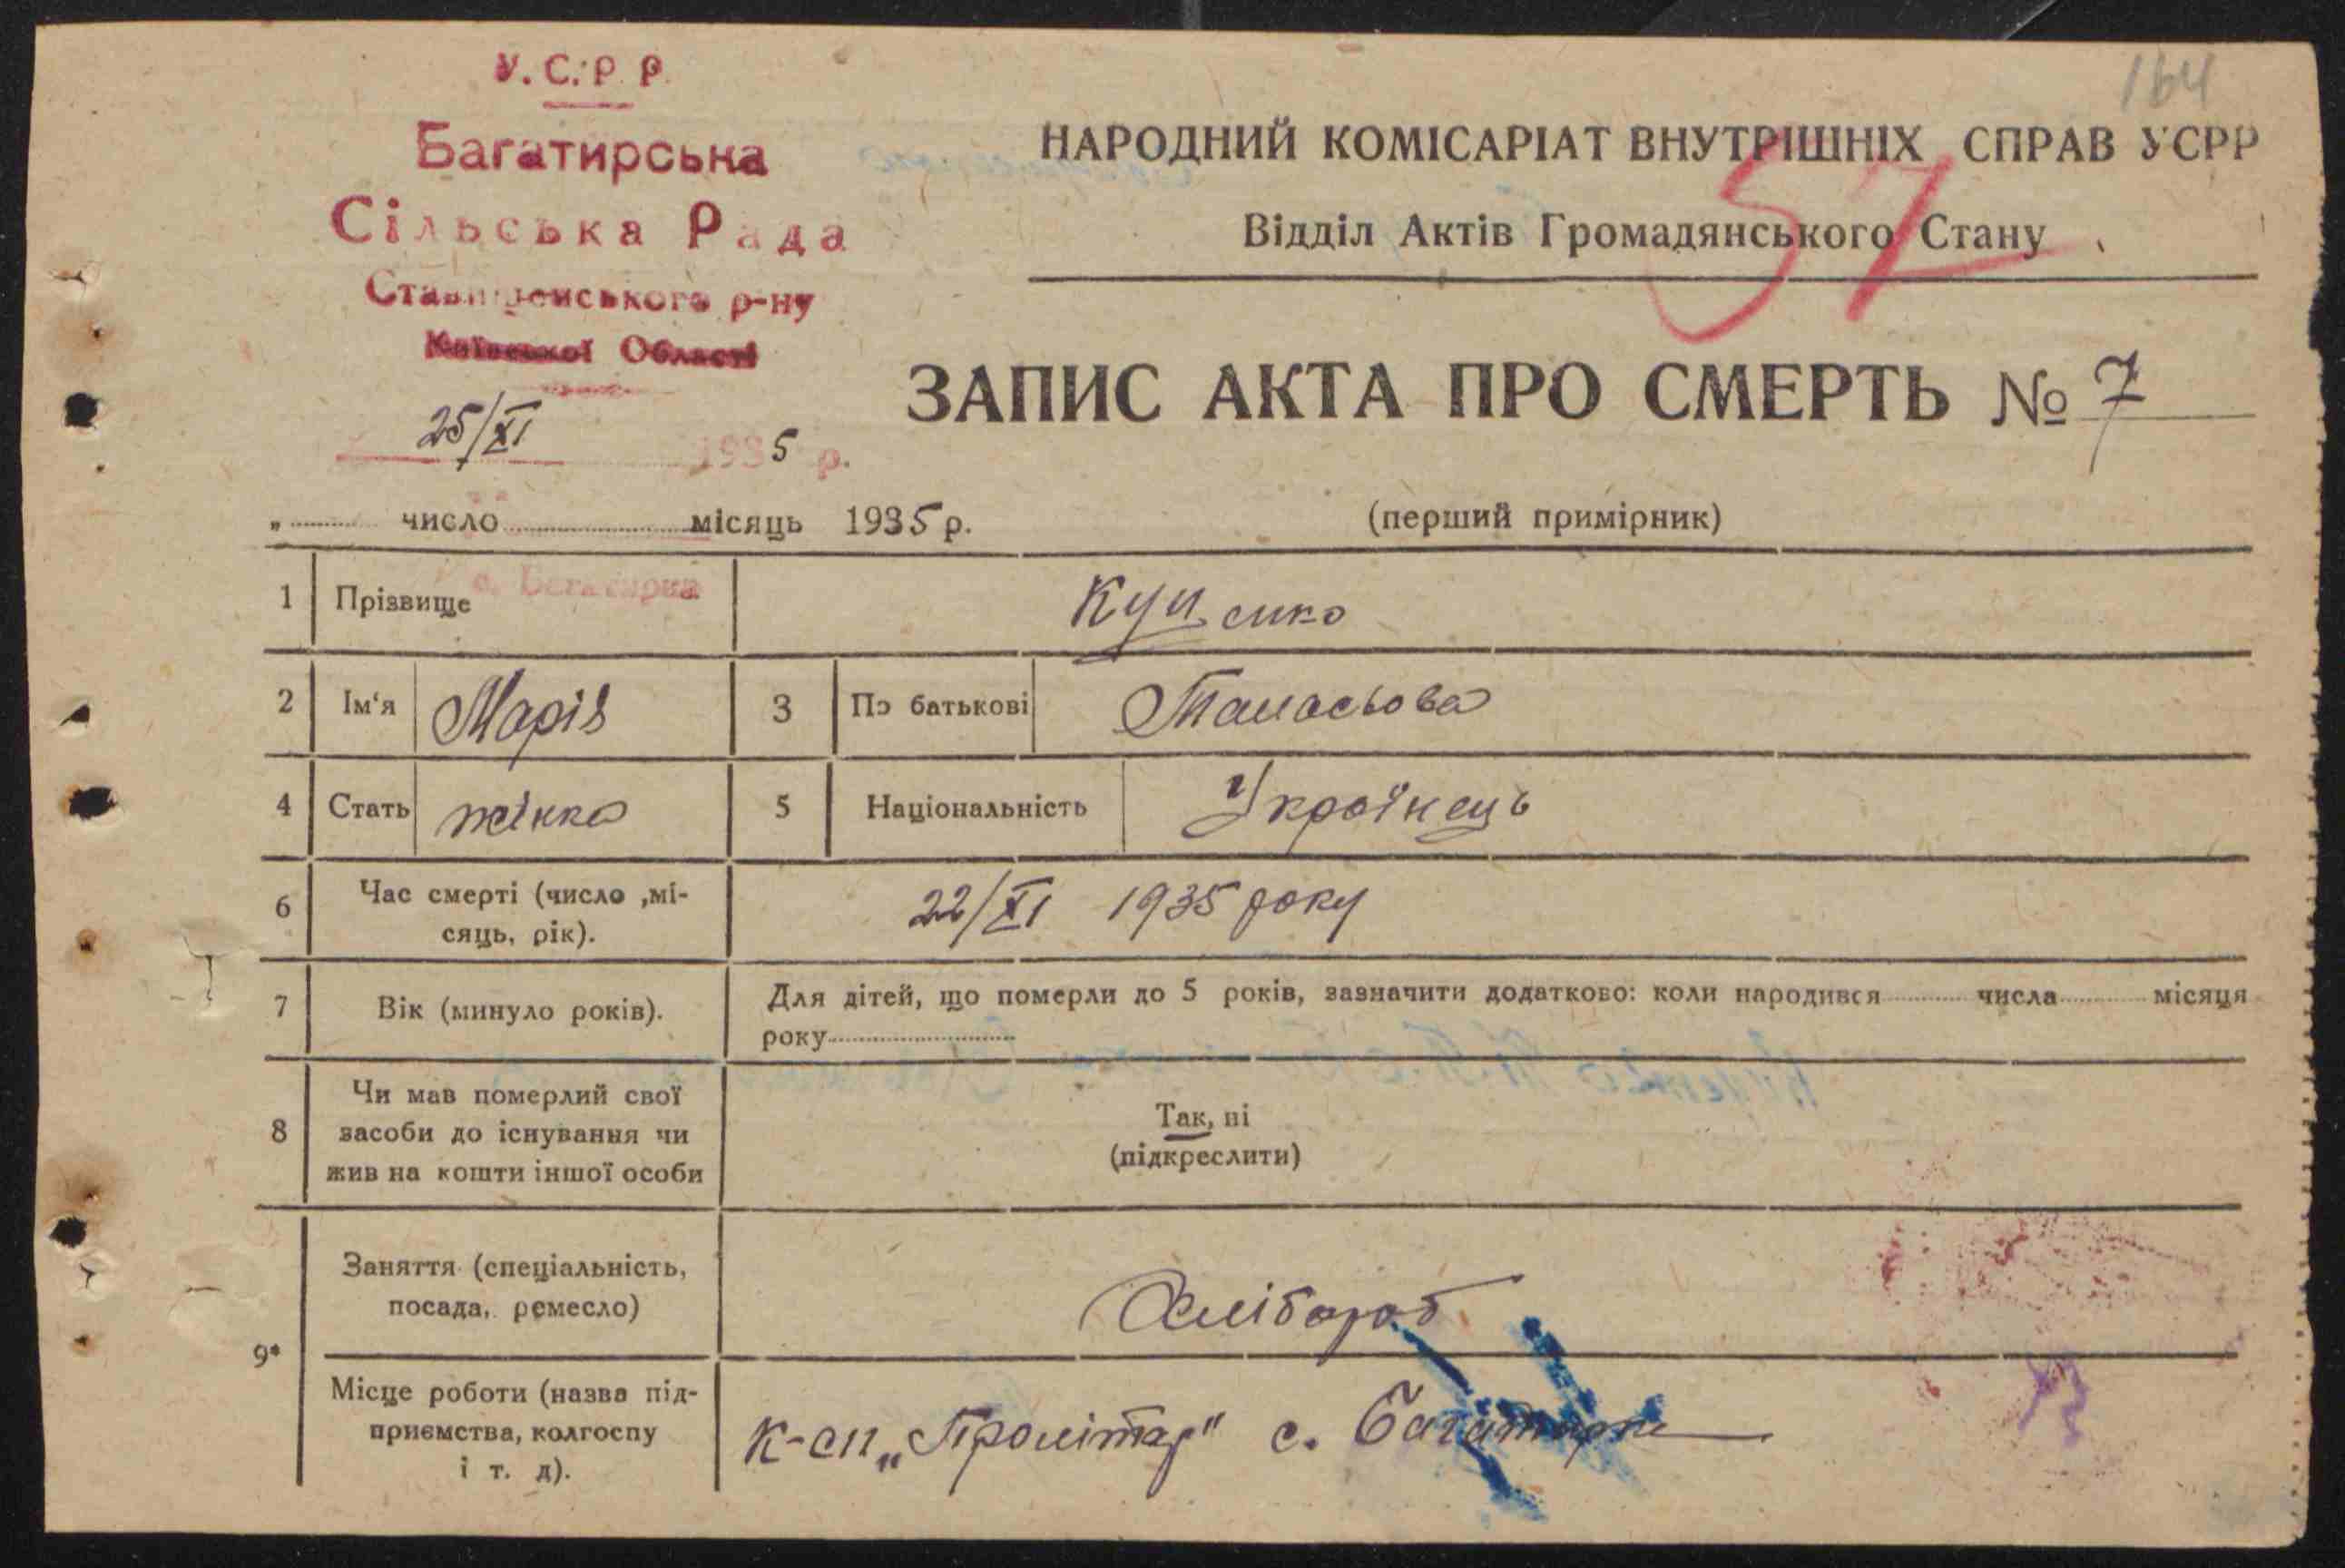 164
У.С.Р.Р.
Багатирська
Сільська Рада
Ставищенського р-ну
Київської Області
25/XI 1935 р.
НАРОДНИЙ КОМІСАРІАТ ВНУТРІШНІХ СПРАВ УСРР
57
Відділ Актів Громадянського Стану
ЗАПИС АКТА ПРО СМЕРТЬ № 7
„ число місяць 1935 р.
(перший примірник)
с. Багатирка
1 Прізвище Куценко
2 Ім'я Марія 3 По батькові Танасьова
4 Стать жінка 5 Національність Українець
6 Час смерті (число ,мі-
сяць, рік).
22/XI 1935 року
7 Вік (минуло років).
Для дітей, що померли до 5 років, зазначити додатково: коли народився числа місяця
року
8 Чи мав померлий свої
засоби до існування чи
жив на кошти іншої особи
Так, ні
(підкреслити)
9*
Заняття (спеціальність,
посада, ремесло)
Хлібороб
Місце роботи (назва під-
приємства, колгоспу
і т. д).
к-сп „Пролітар" с. Багатирка